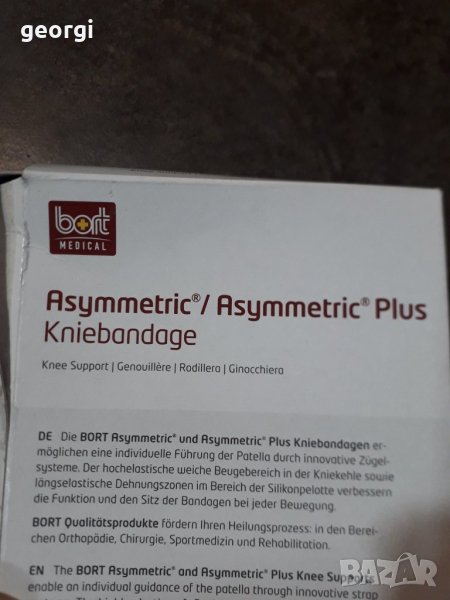 georgi
bort
MEDICAL
Asymmetric®/ Asymmetric® Plus
Kniebandage
Knee Support | Genouillère | Rodillera | Ginocchiera
DE Die BORT Asymmetric® und Asymmetric® Plus Kniebandagen er-
möglichen eine individuelle Führung der Patella durch innovative Zügel-
systeme. Der hochelastische weiche Beugebereich in der Kniekehle sowie
längselastische Dehnungszonen im Bereich der Silikonpelotte verbessern
die Funktion und den Sitz der Bandagen bei jeder Bewegung.
BORT Qualitätsprodukte fördern Ihren Heilungsprozess: in den Berei-
chen Orthopädie, Chirurgie, Sportmedizin und Rehabilitation.
EN The BORT Asymmetric® and Asymmetric® Plus Knee Supports
enable an individual guidance of the patella through innovative strap
BAZAR